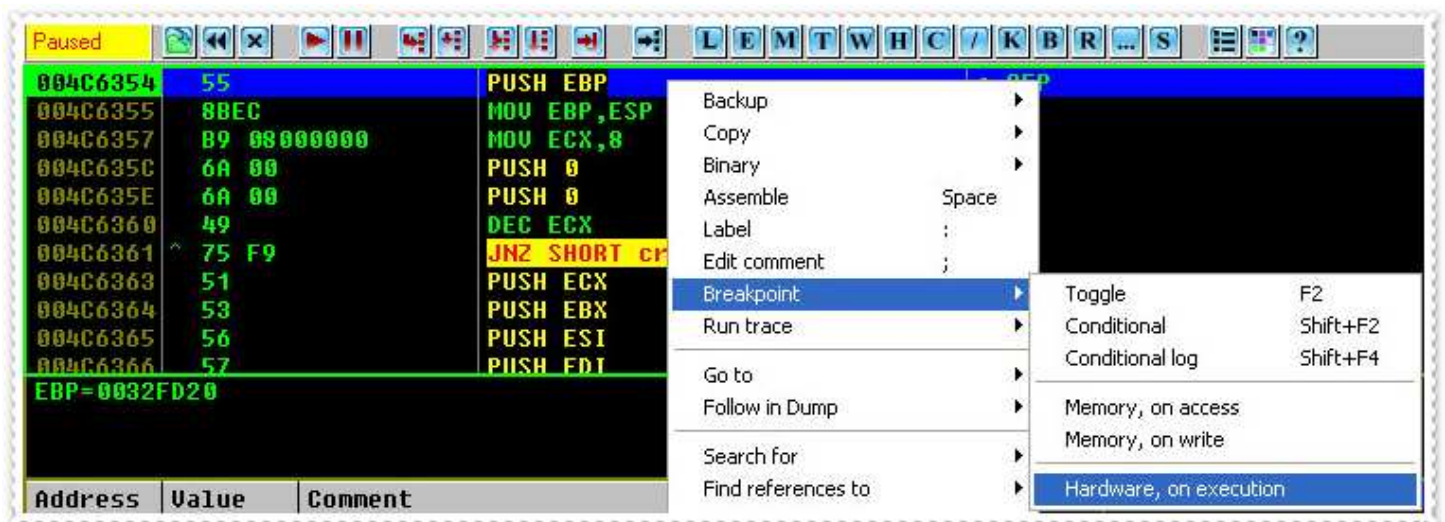 Paused L E M T W H C / K B R ... S ?
004C6354 55 PUSH EBP
004C6355 8BEC MOV EBP,ESP
004C6357 B9 08000000 MOV ECX,8
004C635C 6A 00 PUSH 0
004C635E 6A 00 PUSH 0
004C6360 49 DEC ECX
004C6361 ^ 75 F9 JNZ SHORT cr
004C6363 51 PUSH ECX
004C6364 53 PUSH EBX
004C6365 56 PUSH ESI
004C6366 57 PUSH EDI
EBP=0032FD20
Address Value Comment
Backup
Copy
Binary
Assemble Space
Label :
Edit comment ;
Breakpoint
Run trace
Go to
Follow in Dump
Search for
Find references to
Toggle F2
Conditional Shift+F2
Conditional log Shift+F4
Memory, on access
Memory, on write
Hardware, on execution